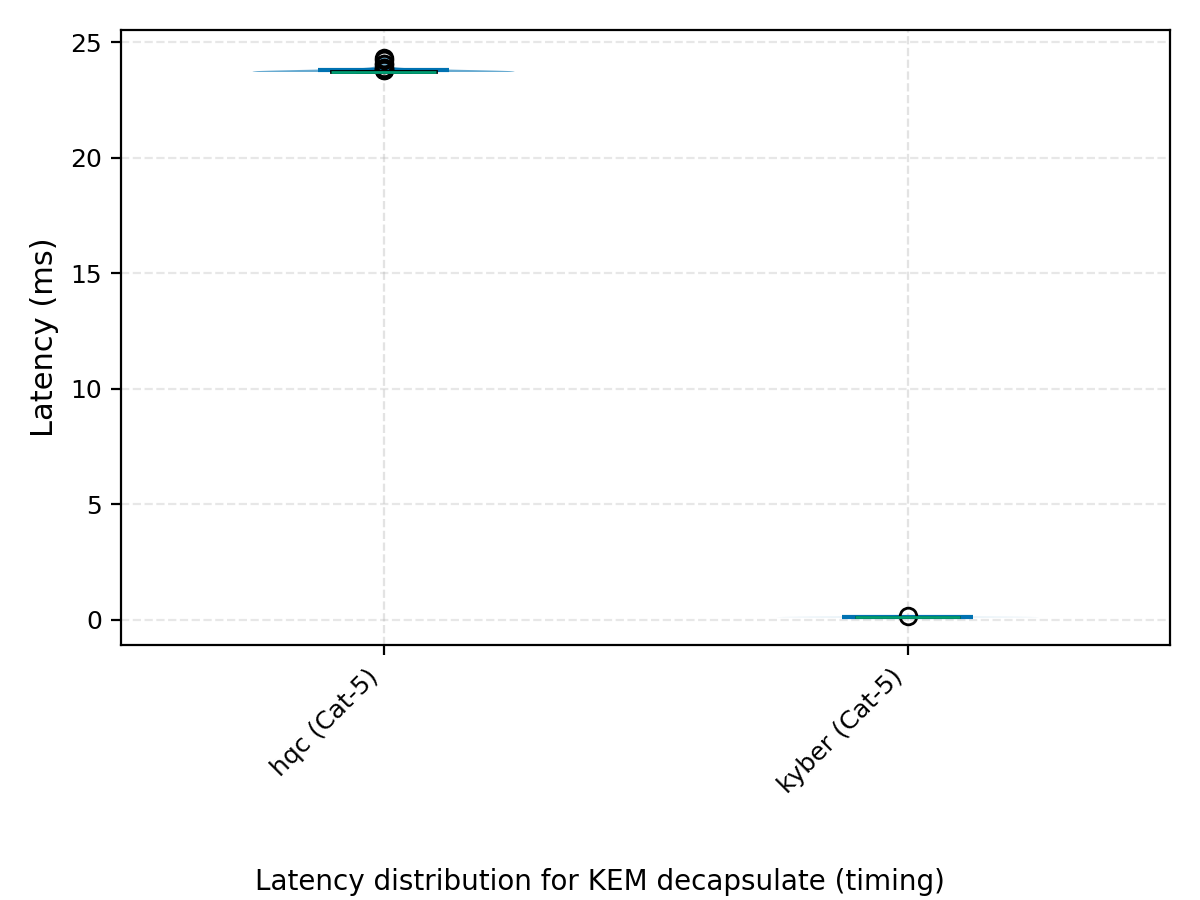 25
20
15
10
5
0
Latency (ms)
hqc (Cat-5)
kyber (Cat-5)
Latency distribution for KEM decapsulate (timing)